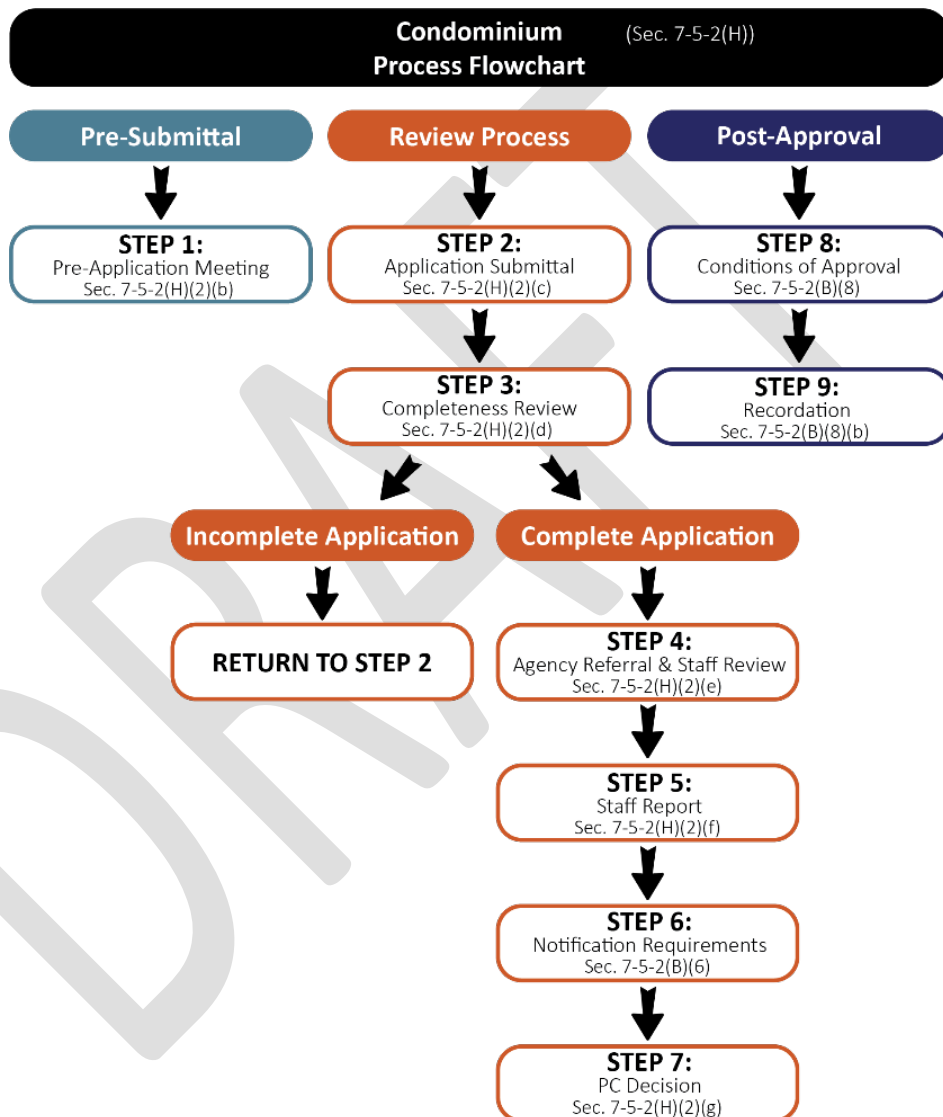 Condominium (Sec. 7-5-2(H))
Process Flowchart
Pre-Submittal
Review Process
Post-Approval
STEP 1:
Pre-Application Meeting
Sec. 7-5-2(H)(2)(b)
STEP 2:
Application Submittal
Sec. 7-5-2(H)(2)(c)
STEP 8:
Conditions of Approval
Sec. 7-5-2(B)(8)
STEP 3:
Completeness Review
Sec. 7-5-2(H)(2)(d)
STEP 9:
Recordation
Sec. 7-5-2(B)(8)(b)
Incomplete Application
Complete Application
RETURN TO STEP 2
STEP 4:
Agency Referral & Staff Review
Sec. 7-5-2(H)(2)(e)
STEP 5:
Staff Report
Sec. 7-5-2(H)(2)(f)
STEP 6:
Notification Requirements
Sec. 7-5-2(B)(6)
STEP 7:
PC Decision
Sec. 7-5-2(H)(2)(g)
DRAFT